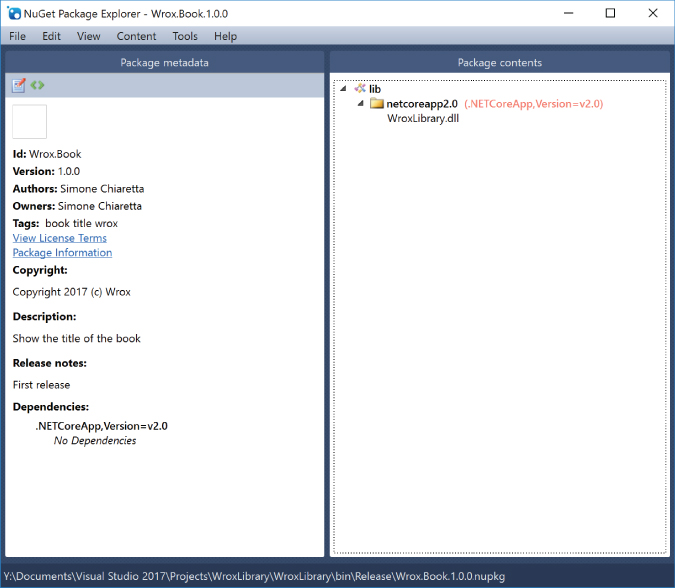 NuGet Package Explorer - Wrox.Book.1.0.0
File Edit View Content Tools Help
Package metadata
Id: Wrox.Book
Version: 1.0.0
Authors: Simone Chiaretta
Owners: Simone Chiaretta
Tags: book title wrox
View License Terms
Package Information
Copyright:
Copyright 2017 (c) Wrox
Description:
Show the title of the book
Release notes:
First release
Dependencies:
.NETCoreApp,Version=v2.0
No Dependencies
Package contents
lib
netcoreapp2.0 (.NETCoreApp,Version=v2.0)
WroxLibrary.dll
Y:\Documents\Visual Studio 2017\Projects\WroxLibrary\WroxLibrary\bin\Release\Wrox.Book.1.0.0.nupkg